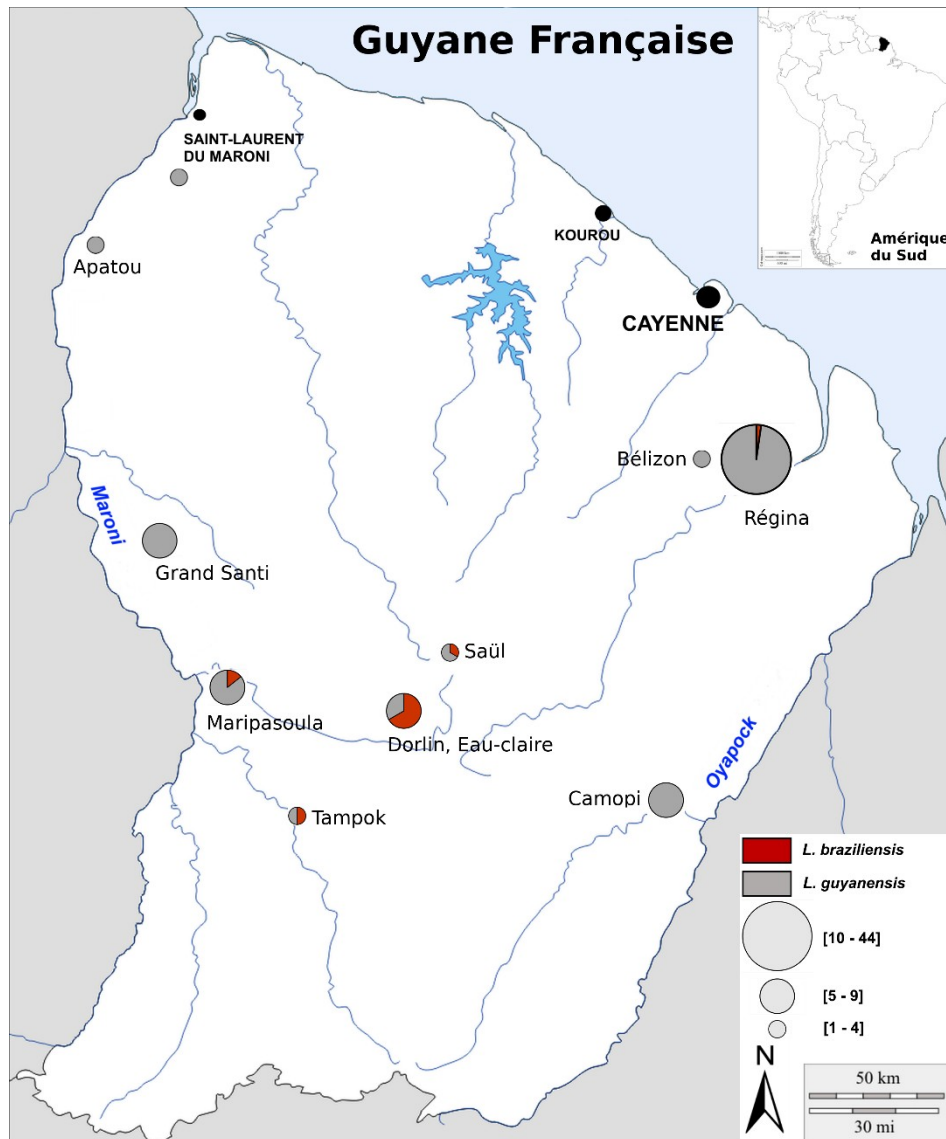 Guyane Française
Amérique
du Sud
SAINT-LAURENT
DU MARONI
KOUROU
Apatou
CAYENNE
Bélizon
Régina
Maroni
Grand Santi
Saül
Maripasoula
Dorlin, Eau-claire
Oyapock
Camopi
Tampok
L. braziliensis
L. guyanensis
[10 - 44]
[5 - 9]
[1 - 4]
N
50 km
30 mi